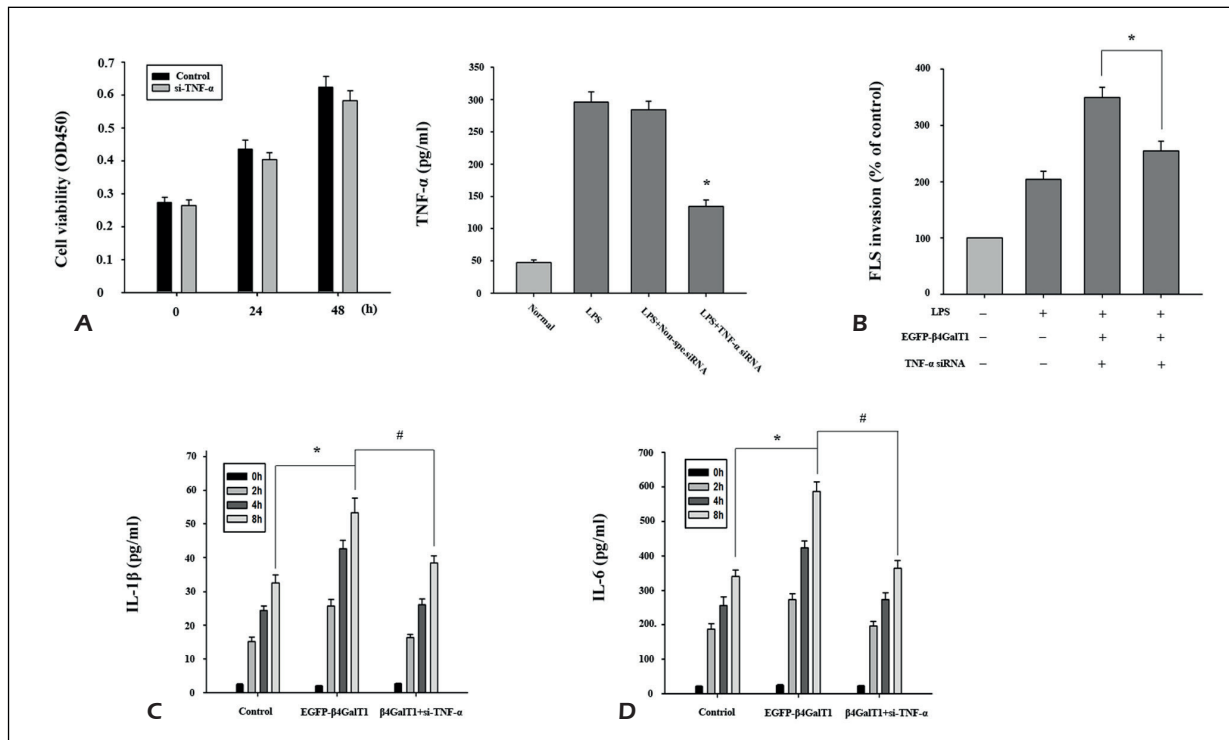 0.7
0.6
0.5
0.4
0.3
0.2
0.1
0
Cell viability (OD450)
Control
si-TNF-α
0 24 48 (h)
A
350
300
250
200
150
100
50
0
TNF-α (pg/ml)
*
Normal
LPS
LPS+Non-spe.siRNA
LPS+TNF-α siRNA
*
400
300
200
100
0
FLS invasion (% of control)
B
LPS – + + +
EGFP-β4GalT1 – – + +
TNF-α siRNA – – + +
70
60
50
40
30
20
10
0
IL-1β (pg/ml)
0h
2h
4h
8h
*
#
C
Control EGFP-β4GalT1 β4GalT1+si-TNF-α
700
600
500
400
300
200.
100
00
IL-6 (pg/ml)
0h
2h
4h
8h
*
#
D
Contriol EGFP-β4GalT1 β4GalT1+si-TNF-α